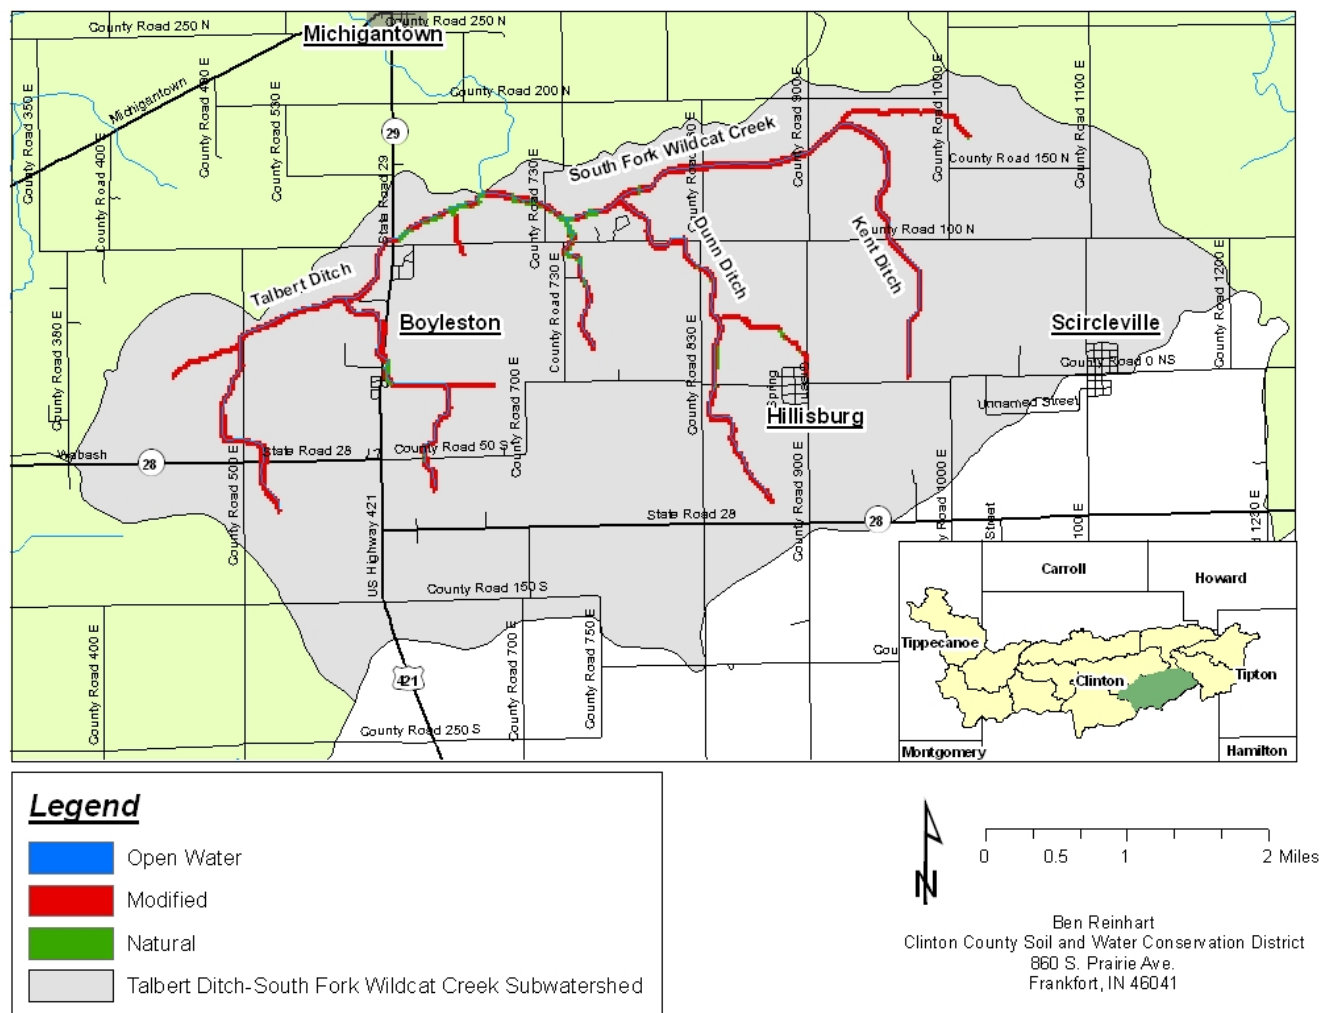 County Road 250 N
County Road 250 N
Michigantown
Michigantown
County Road 350 E
County Road 400 E
County Road 400 E
County Road 530 E
County Road 200 N
29
State Road 29
South Fork Wildcat Creek
County Road 730 E
County Road 900 E
County Road 1000 E
County Road 1100 E
County Road 150 N
County Road 100 N
Kent Ditch
Dunn Ditch
Talbert Ditch
County Road 730 E
County Road 1200 E
County Road 380 E
Boyleston
Scircleville
County Road 0 NS
County Road 830 E
County Road 700 E
Spring
Unnamed Street
Hillisburg
Wabash
28
State Road 28
County Road 50 S
County Road 500 E
County Road 900 E
State Road 28
28
Street
US Highway 421
County Road 150 S
County Road 400 E
County Road 700 E
County Road 750 E
421
County Road 250 S
Carroll
Howard
Tippecanoe
Clinton
Tipton
Montgomery
Hamilton
Legend
Open Water
Modified
Natural
Talbert Ditch-South Fork Wildcat Creek Subwatershed
N
0 0.5 1 2 Miles
Ben Reinhart
Clinton County Soil and Water Conservation District
860 S. Prairie Ave.
Frankfort, IN 46041